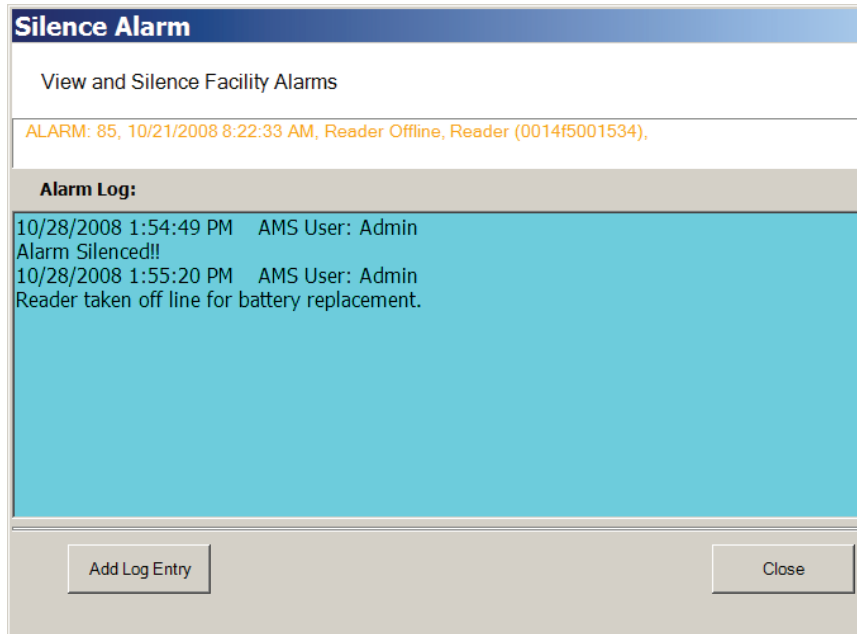 Silence Alarm
View and Silence Facility Alarms
ALARM: 85, 10/21/2008 8:22:33 AM, Reader Offline, Reader (0014f5001534),
Alarm Log:
10/28/2008 1:54:49 PM    AMS User: Admin
Alarm Silenced!!
10/28/2008 1:55:20 PM    AMS User: Admin
Reader taken off line for battery replacement.
Add Log Entry    Close